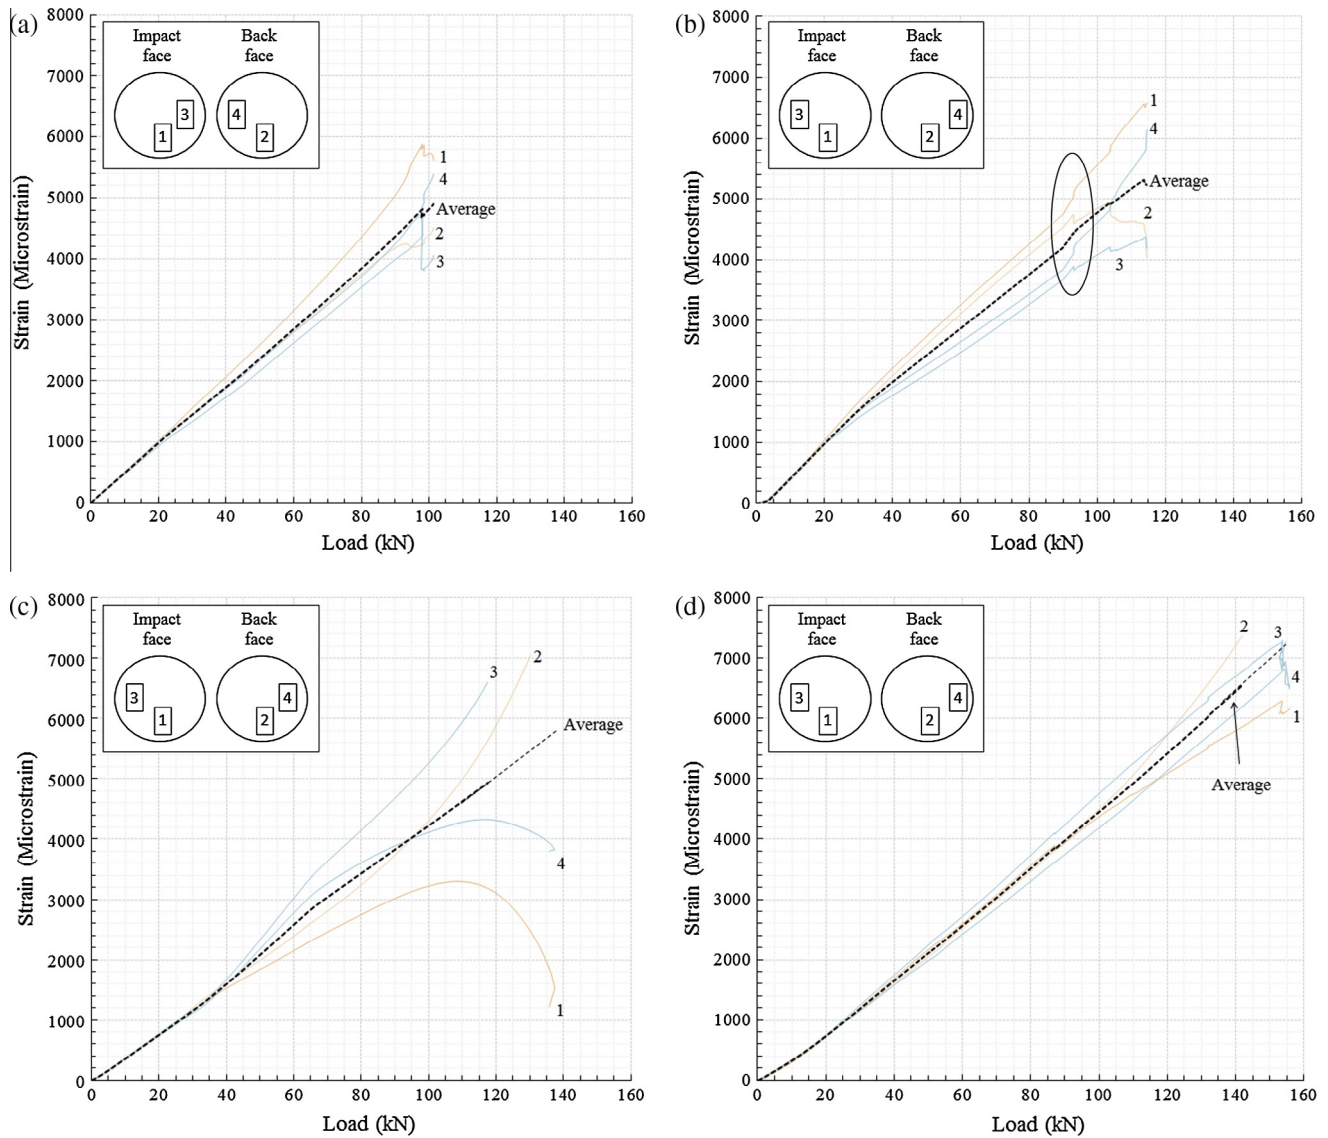 (a)
8000
7000
6000
5000
4000
3000
2000
1000
0
Strain (Microstrain)
Impact face
Back face
3
1
4
2
1
4
Average
2
3
0 20 40 60 80 100 120 140 160
Load (kN)
(b)
8000
7000
6000
5000
4000
3000
2000
1000
0
Strain (Microstrain)
Impact face
Back face
3
1
4
2
1
4
Average
2
3
0 20 40 60 80 100 120 140 160
Load (kN)
(c)
8000
7000
6000
5000
4000
3000
2000
1000
0
Strain (Microstrain)
Impact face
Back face
3
1
4
2
2
3
Average
4
1
0 20 40 60 80 100 120 140 160
Load (kN)
(d)
8000
7000
6000
5000
4000
3000
2000
1000
0
Strain (Microstrain)
Impact face
Back face
3
1
4
2
2
3
4
1
Average
0 20 40 60 80 100 120 140 160
Load (kN)